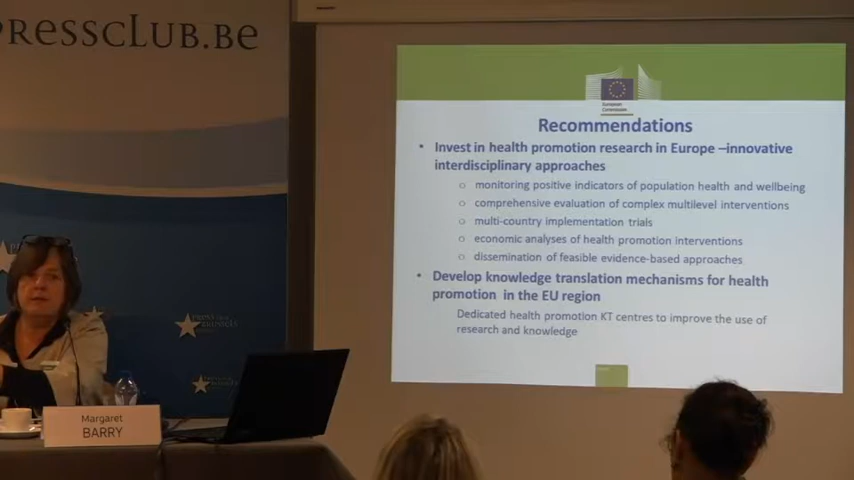 PRESSCLUB.BE
European
Commission
Recommendations
• Invest in health promotion research in Europe –innovative
interdisciplinary approaches
o monitoring positive indicators of population health and wellbeing
o comprehensive evaluation of complex multilevel interventions
o multi-country implementation trials
o economic analyses of health promotion interventions
o dissemination of feasible evidence-based approaches
• Develop knowledge translation mechanisms for health
promotion in the EU region
Dedicated health promotion KT centres to improve the use of
research and knowledge
Margaret
BARRY